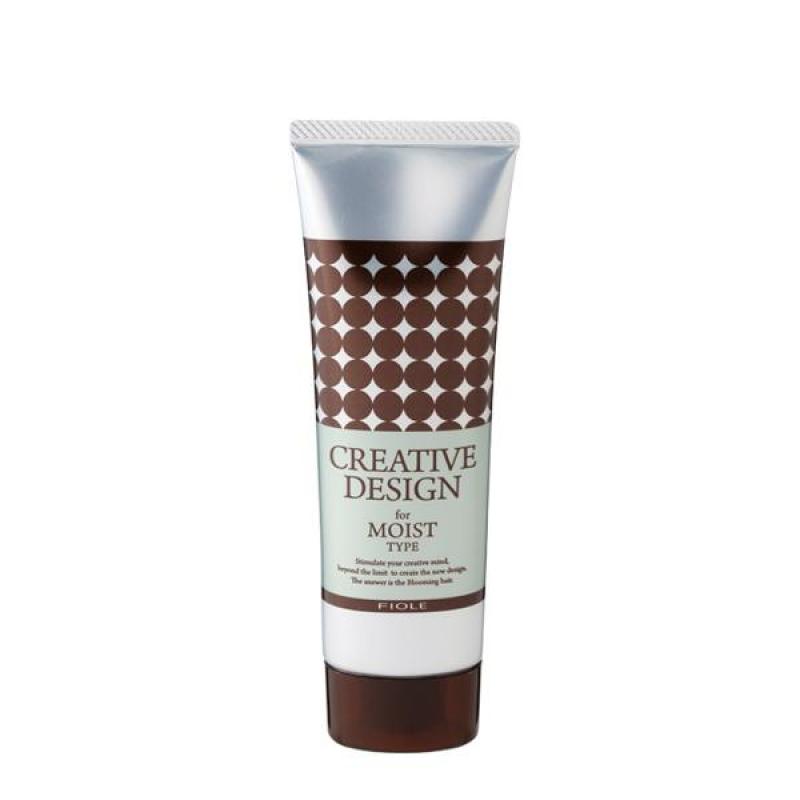 CREATIVE
DESIGN
for
MOIST
TYPE
Stimulate your creative mind,
beyond the limit to create the new design.
The answer is the blooming hair.
FIOLE